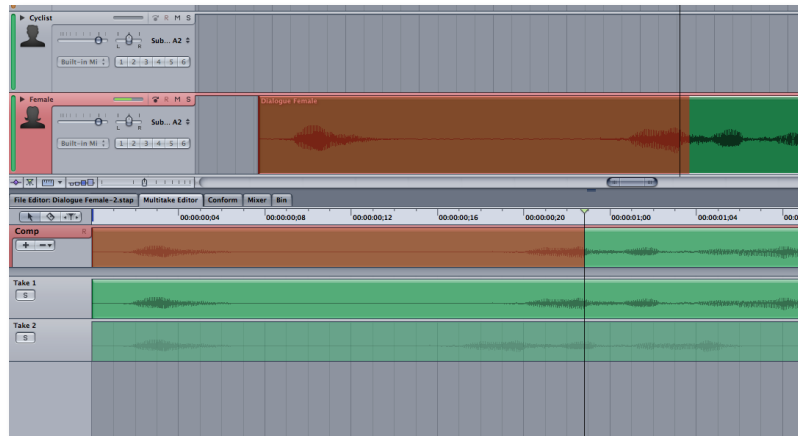 Cyclist R M S
L R Sub... A2
Built-in Mi 1 2 3 4 5 6
Female R M S Dialogue Female
L R Sub... A2
Built-in Mi 1 2 3 4 5 6
File Editor: Dialogue Female-2.stap Multitake Editor Conform Mixer Bin
00:00:00;04 00:00:00;08 00:00:00;12 00:00:00;16 00:00:00;20 00:00:01;00 00:00:01;04 00:0
Comp R
Take 1
S
Take 2
S